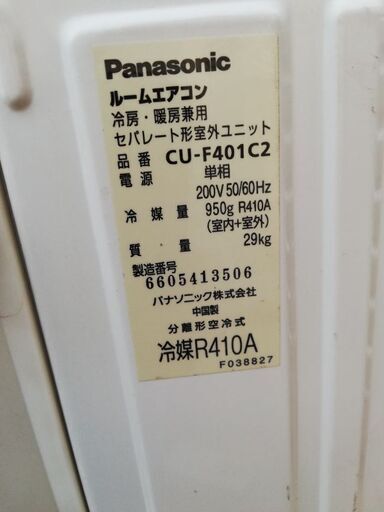 Panasonic
ルームエアコン
冷房・暖房兼用
セパレート形室外ユニット
品番 CU-F401C2
電源 単相
200V 50/60Hz
冷媒量 950g R410A
(室内+室外)
質量 29kg
製造番号
6605413506
パナソニック株式会社
中国製
分離形空冷式
冷媒R410A
F038827